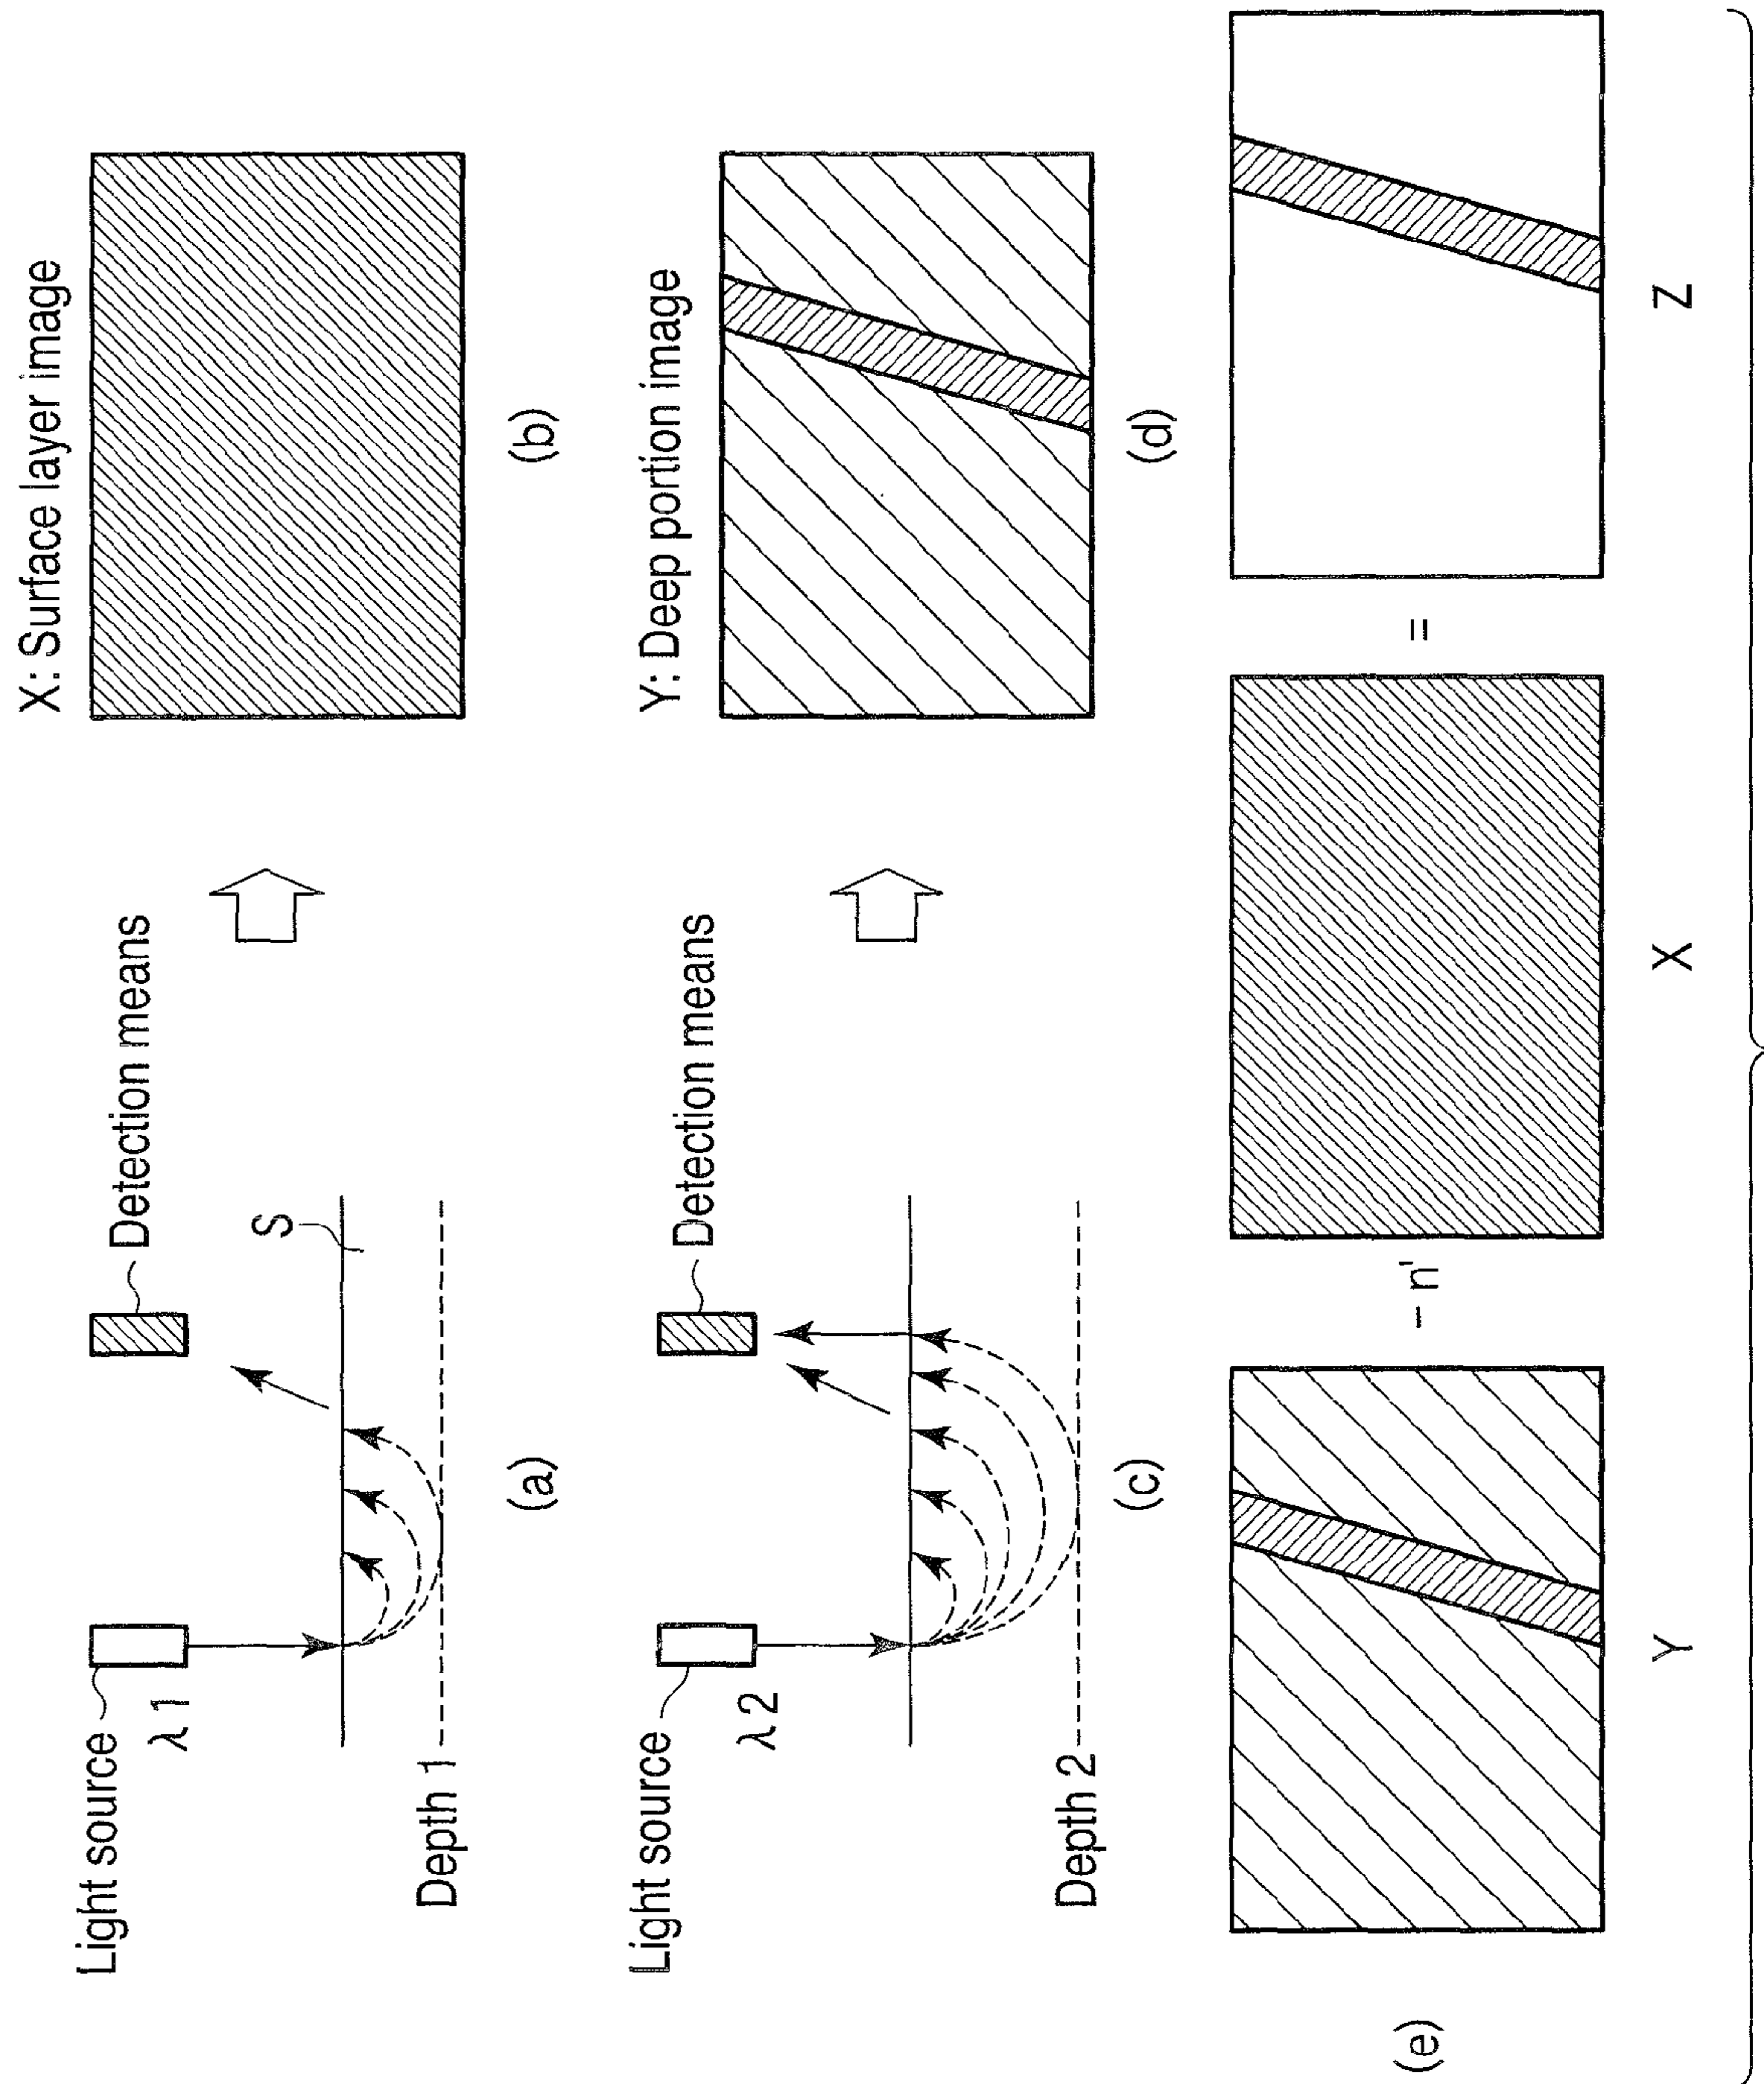 Light source
λ1
Detection means
S
Depth 1
(a)
X: Surface layer image
(b)
Light source
λ2
Detection means
Depth 2
(c)
Y: Deep portion image
(d)
(e)
Y
– n'
X
=
Z